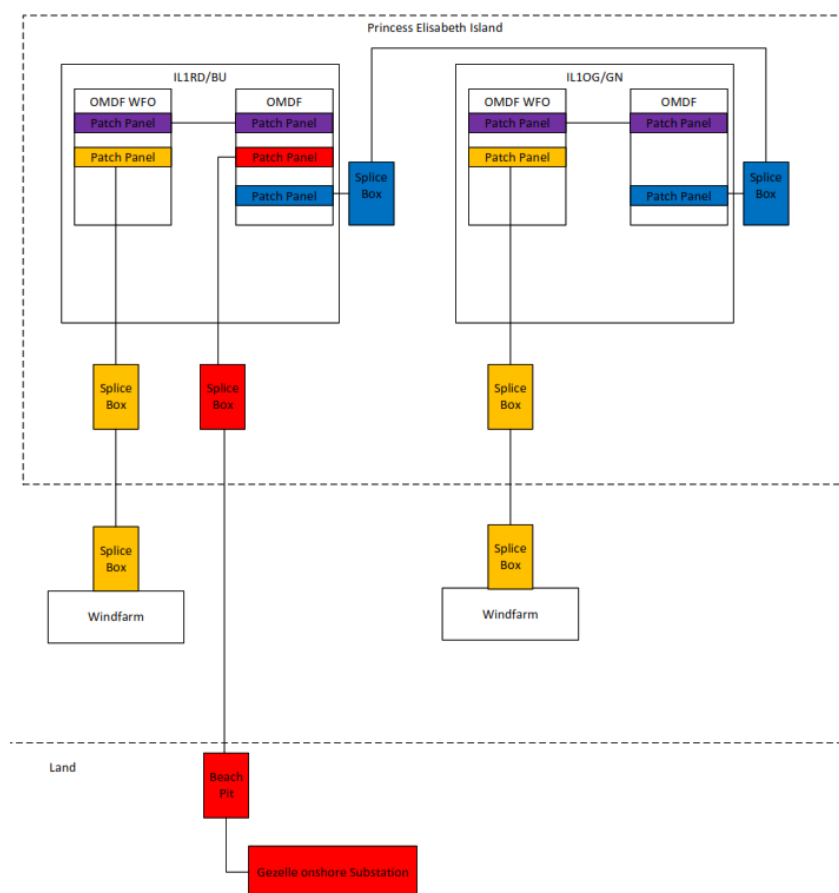 Princess Elisabeth Island
IL1RD/BU
IL1OG/GN
OMDF WFO
OMDF
OMDF WFO
OMDF
Patch Panel
Patch Panel
Patch Panel
Patch Panel
Patch Panel
Patch Panel
Patch Panel
Patch Panel
Patch Panel
Splice
Box
Splice
Box
Splice
Box
Splice
Box
Splice
Box
Splice
Box
Splice
Box
Windfarm
Windfarm
Land
Beach
Pit
Gezelle onshore Substation